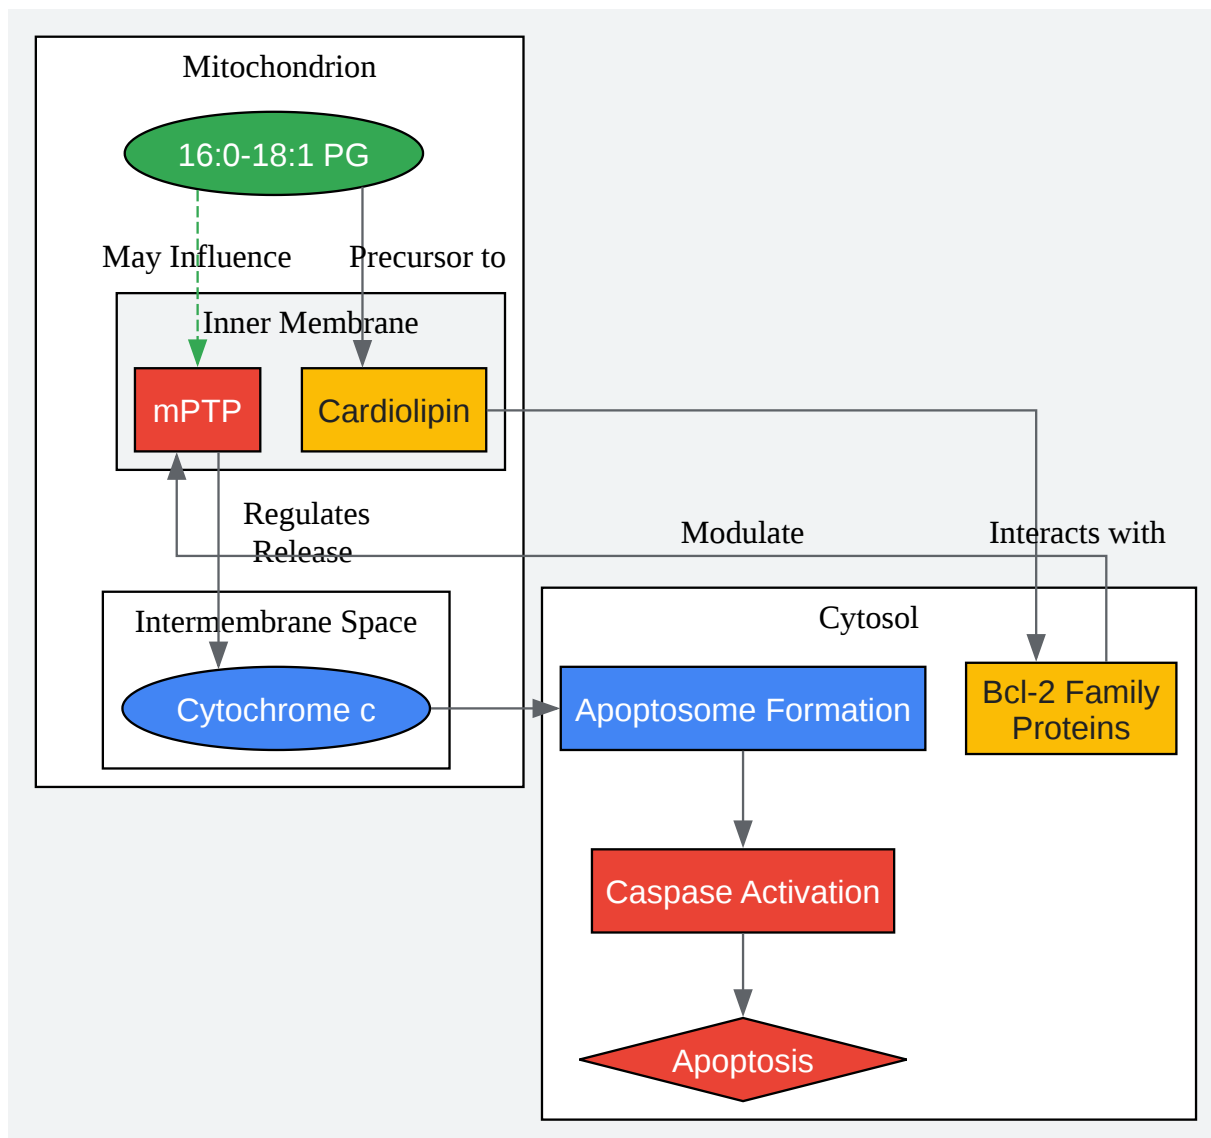 Mitochondrion
16:0-18:1 PG
May Influence
Precursor to
Inner Membrane
mPTP
Cardiolipin
Regulates
Release
Modulate
Interacts with
Intermembrane Space
Cytochrome c
Cytosol
Apoptosome Formation
Bcl-2 Family
Proteins
Caspase Activation
Apoptosis